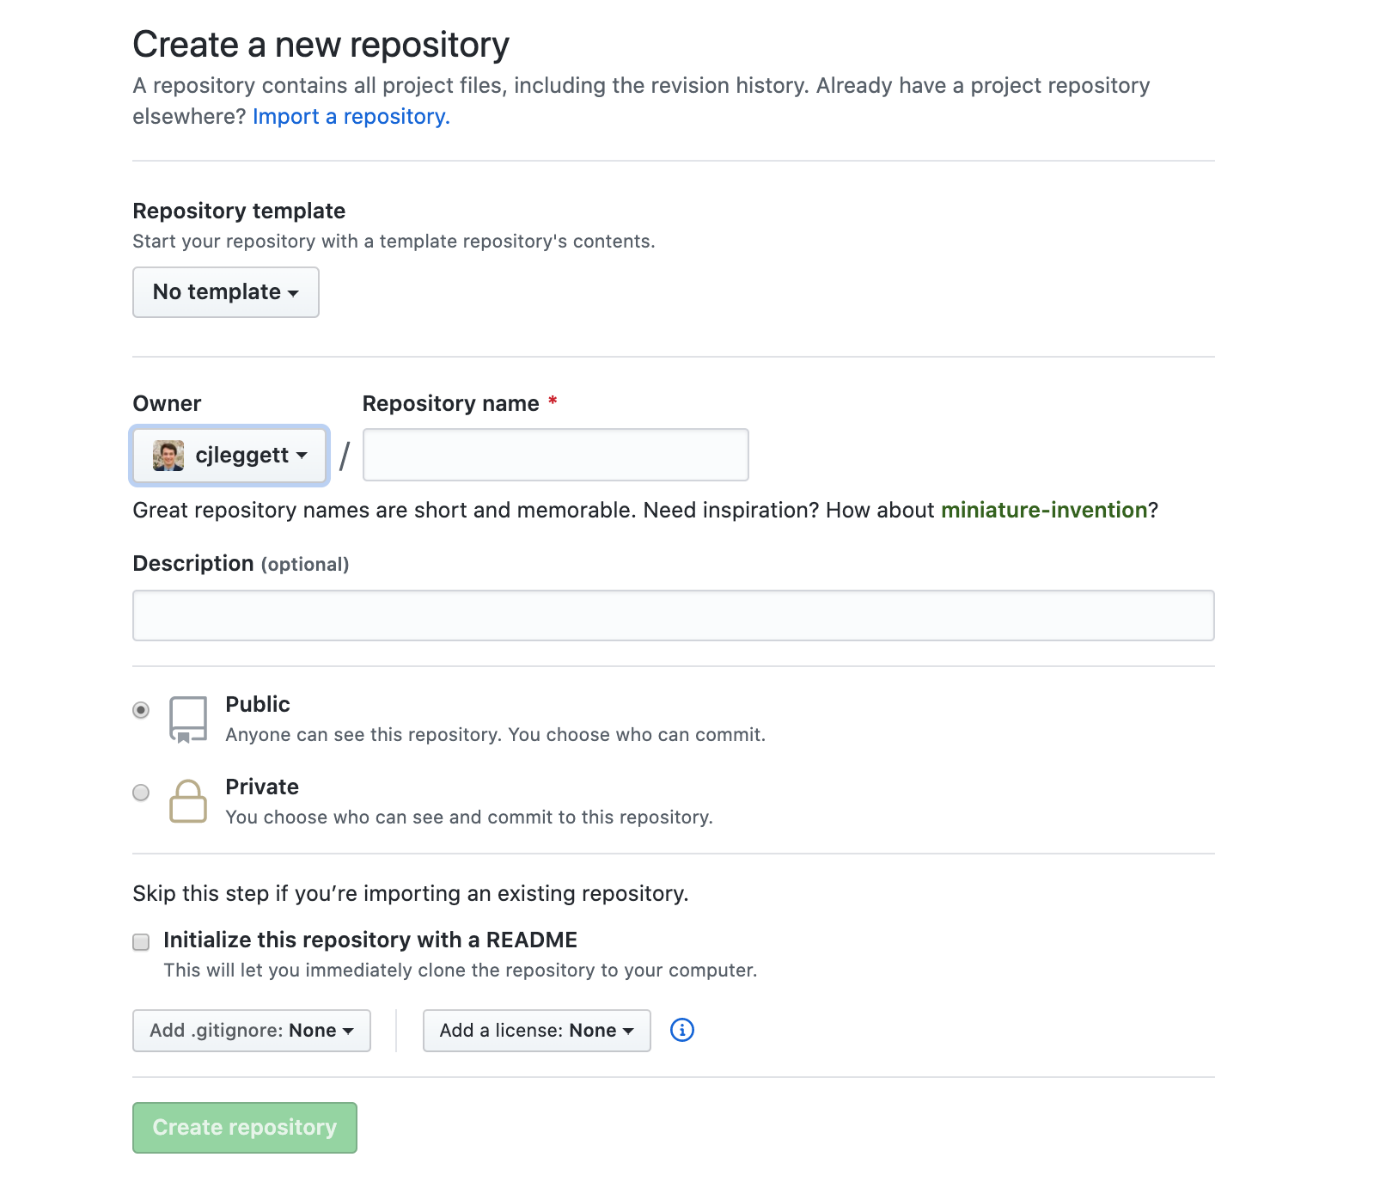 Create a new repository
A repository contains all project files, including the revision history. Already have a project repository
elsewhere? Import a repository.
Repository template
Start your repository with a template repository's contents.
No template
Owner
Repository name *
cjleggett
/
Great repository names are short and memorable. Need inspiration? How about miniature-invention?
Description (optional)
Public
Anyone can see this repository. You choose who can commit.
Private
You choose who can see and commit to this repository.
Skip this step if you’re importing an existing repository.
Initialize this repository with a README
This will let you immediately clone the repository to your computer.
Add .gitignore: None
Add a license: None
Create repository